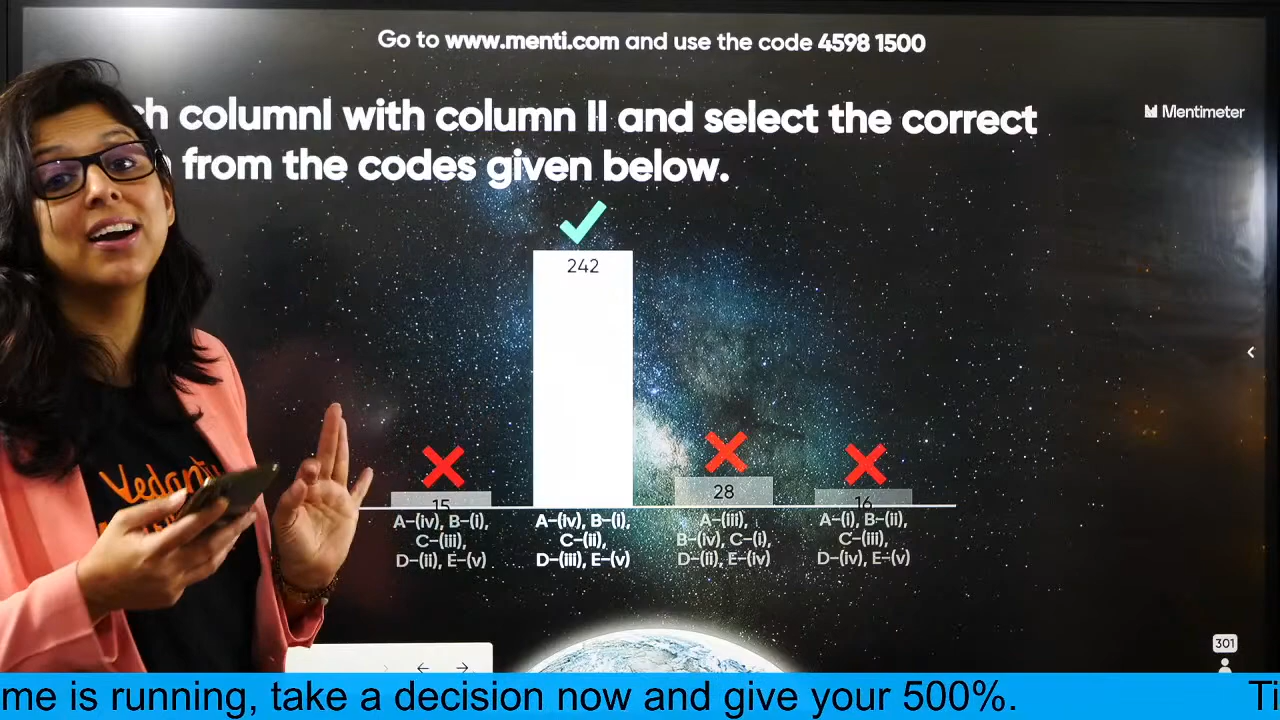 Go to www.menti.com and use the code 4598 1500
ch columnI with column II and select the correct
from the codes given below.
Mentimeter
242
15
28
16
A-(iv), B-(i),
C-(iii),
D-(ii), E-(v)
A-(iv), B-(i),
C-(ii),
D-(iii), E-(v)
A-(iii),
B-(iv), C-(i),
D-(ii), E-(iv)
A-(i), B-(ii),
C-(iii),
D-(iv), E-(v)
Vedantu
301
me is running, take a decision now and give your 500%. Ti